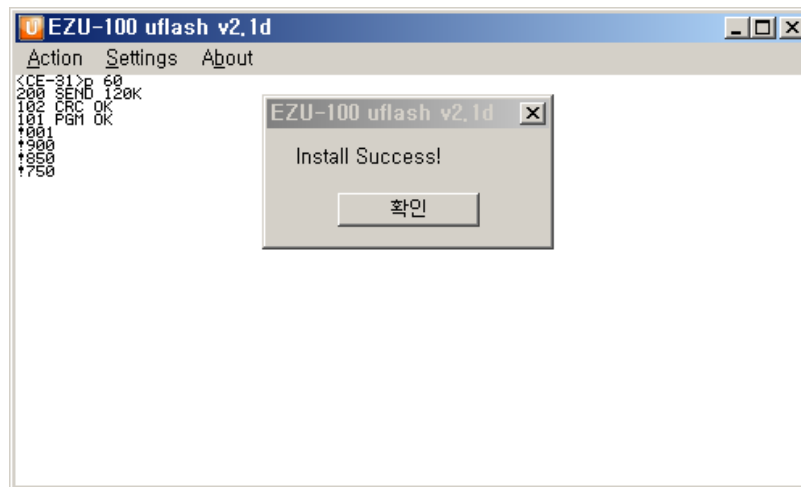 EZU-100 uflash v2,1d
Action Settings About
<CE-31>p 60
200 SEND 120K
102 CRC OK
101 PGM OK
!001
!900
!850
!750
EZU-100 uflash v2,1d
Install Success!
확인